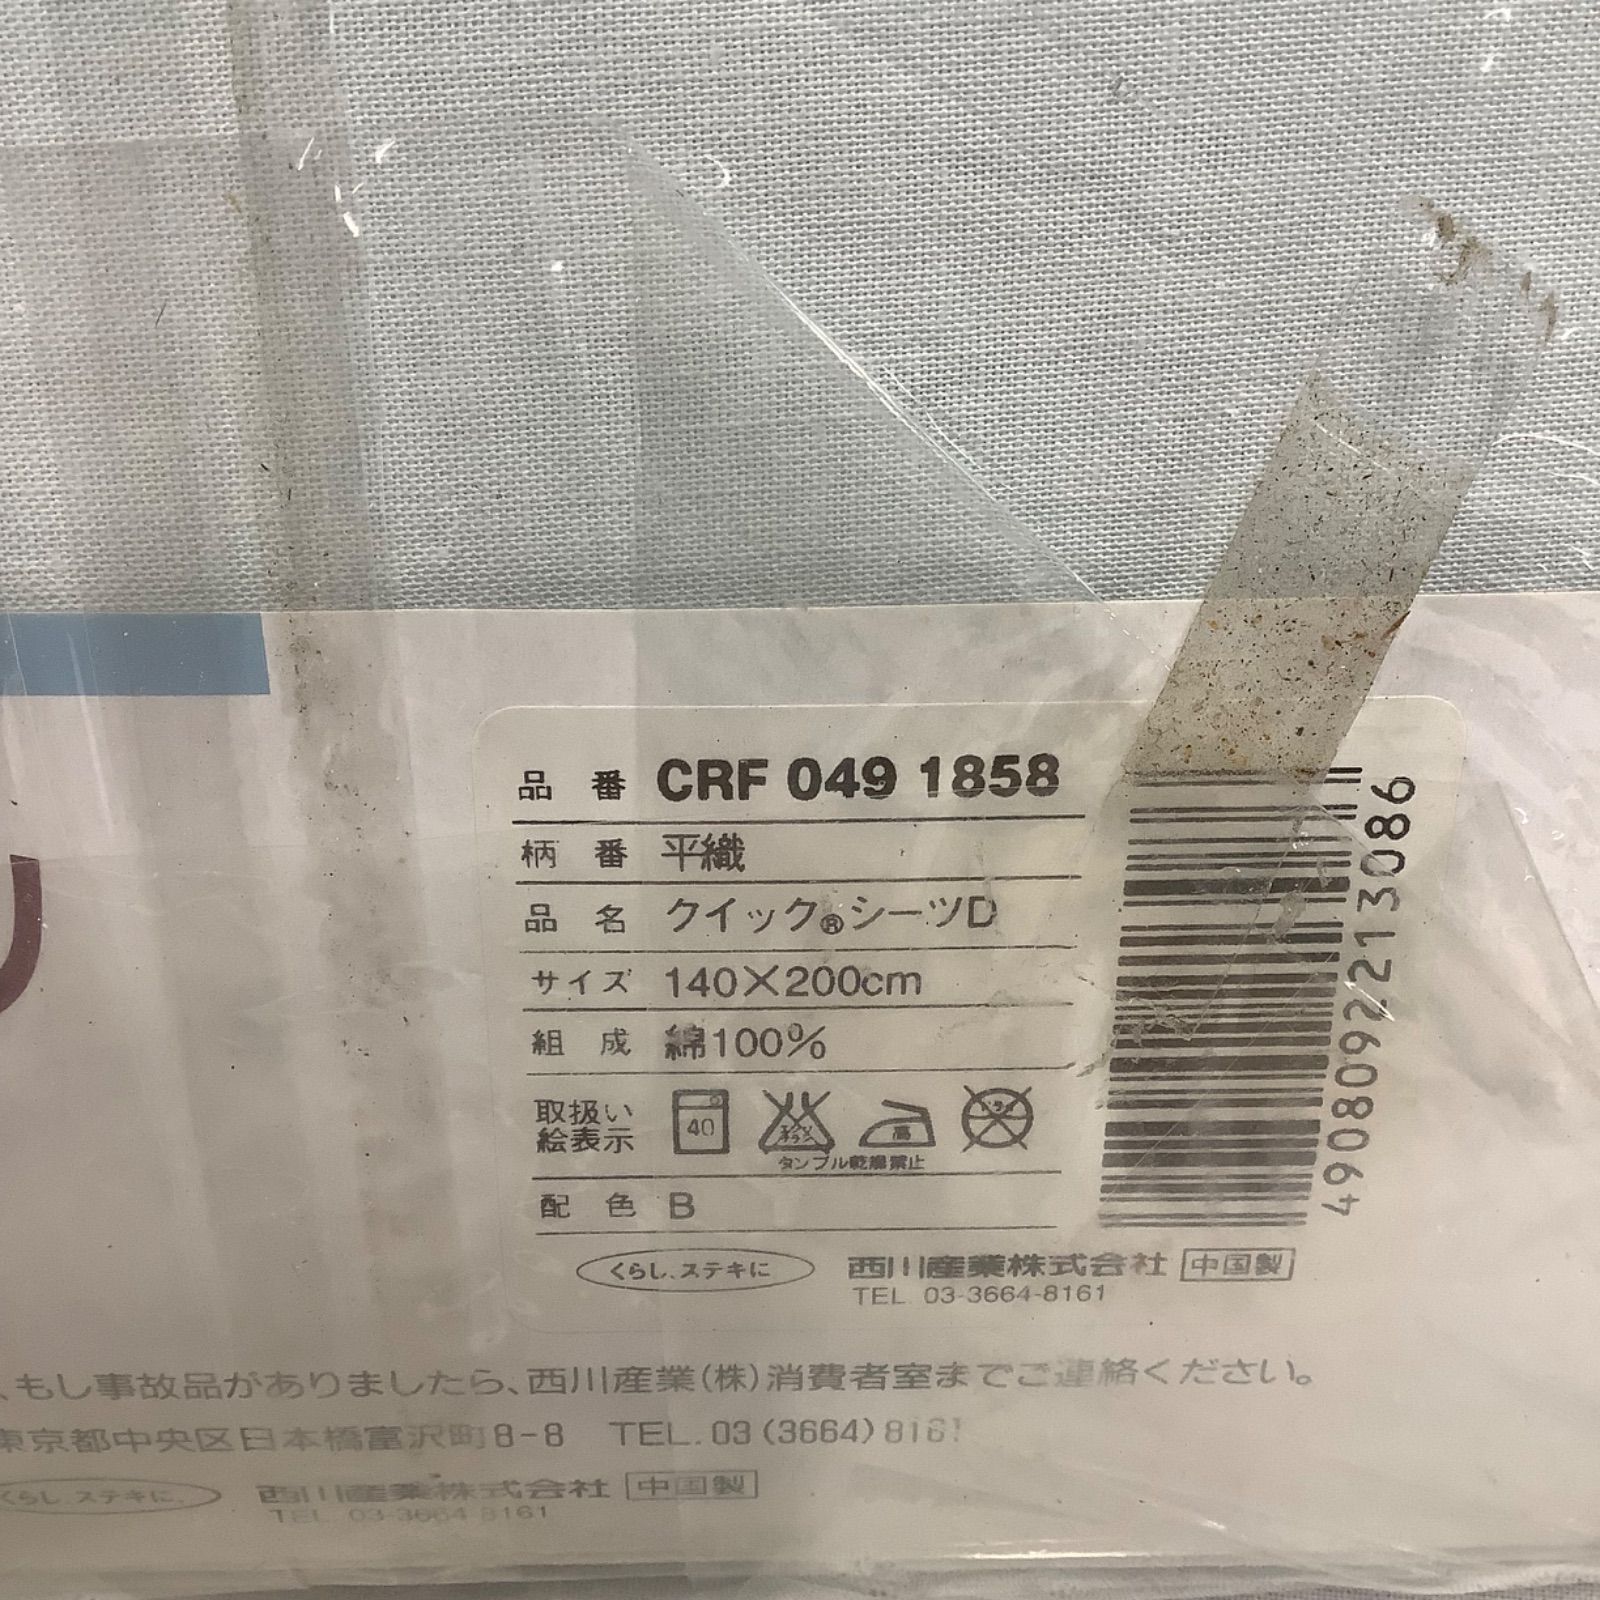 品番 CRF 049 1858
柄番 平織
品名 クイック®シーツD
サイズ 140×200cm
組成 綿100%
取扱い
絵表示
40 高
タンブル乾燥禁止
配色 B
4908092213086
くらし、ステキに 西川産業株式会社 中国製
TEL 03-3664-8161
、もし事故品がありましたら、西川産業(株)消費者室までご連絡ください。
東京都中央区日本橋富沢町8-8 TEL.03(3664)8161
くらし、ステキに、 西川産業株式会社 中国製
TEL 03-3664-8161